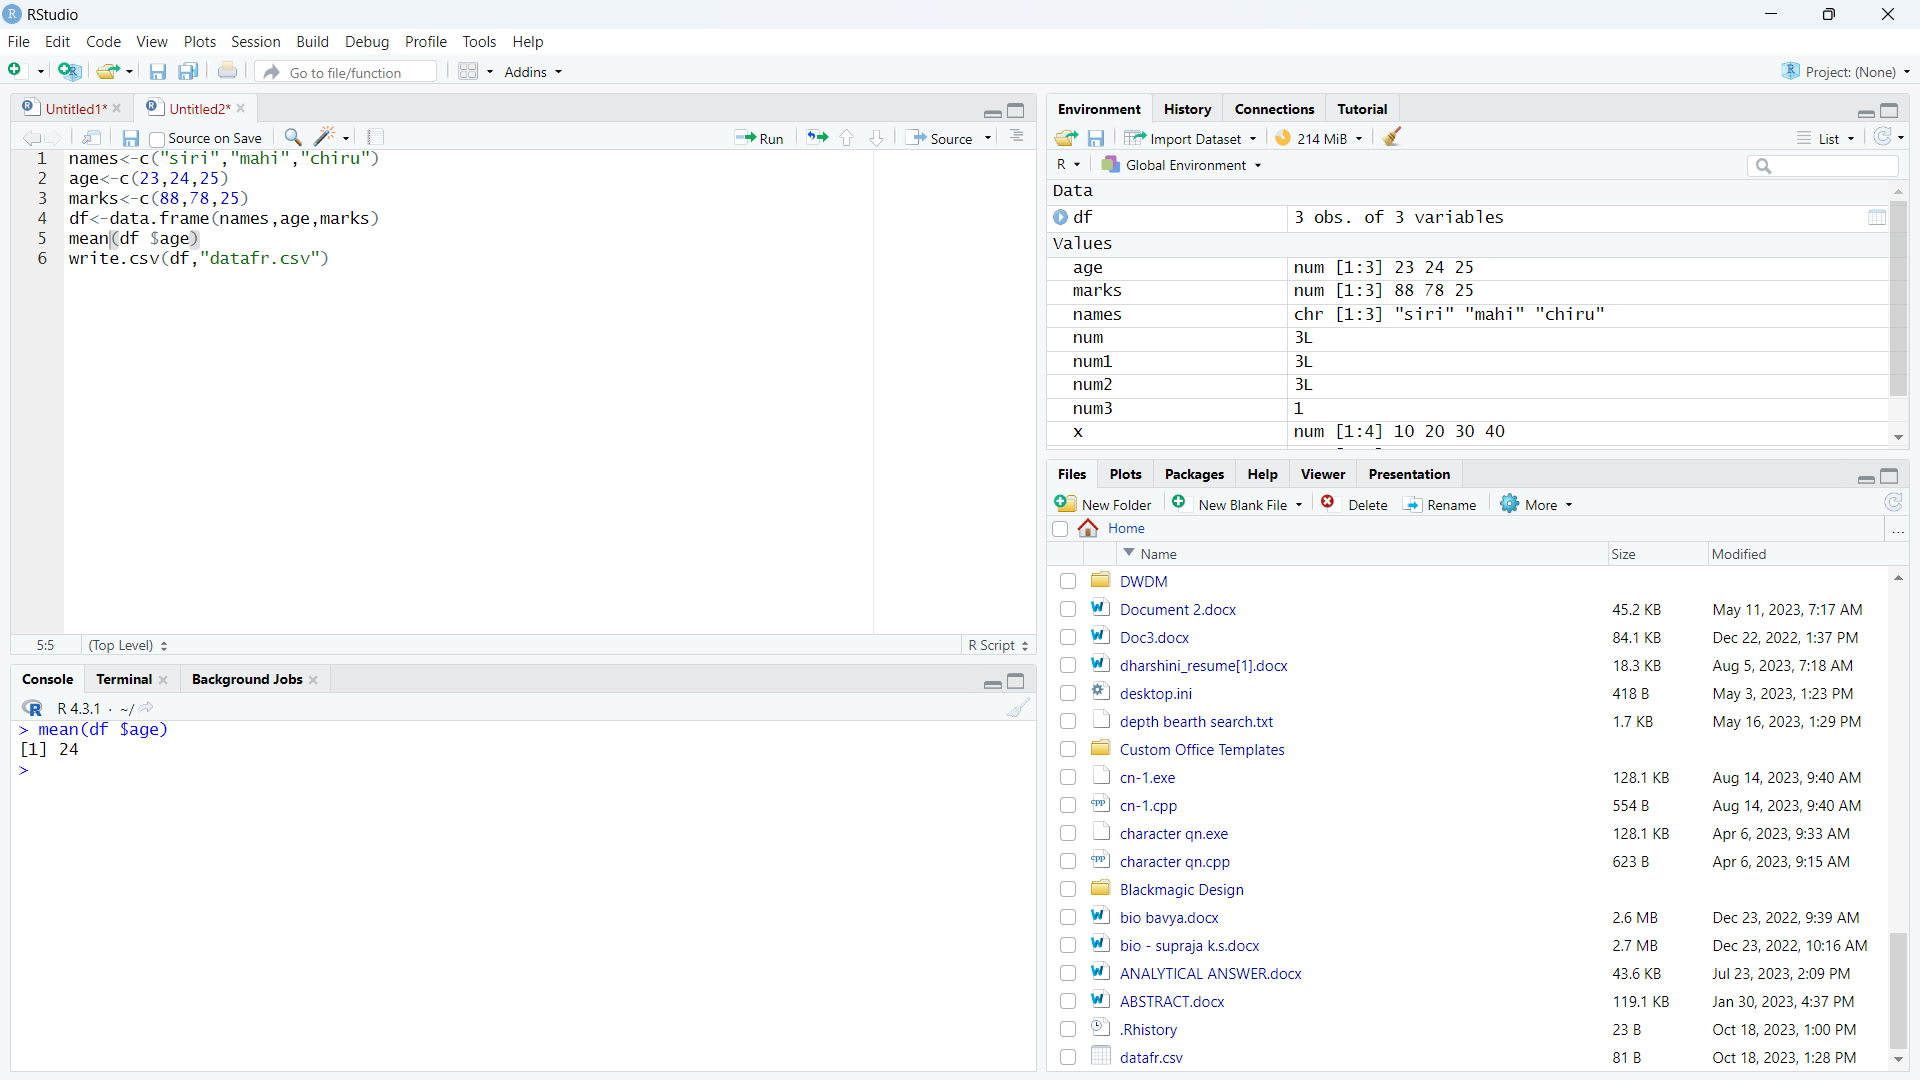 RStudio
File Edit Code View Plots Session Build Debug Profile Tools Help
Go to file/function Addins Project: (None)
Untitled1* Untitled2*
Source on Save Run Source
1 names<-c("siri","mahi","chiru")
2 age<-c(23,24,25)
3 marks<-c(88,78,25)
4 df<-data.frame(names,age,marks)
5 mean(df $age)
6 write.csv(df,"datafr.csv")
5:5 (Top Level) R Script
Console Terminal Background Jobs
R 4.3.1 · ~/
> mean(df $age)
[1] 24
>
Environment History Connections Tutorial
Import Dataset 214 MiB List
R Global Environment
Data
df 3 obs. of 3 variables
Values
age num [1:3] 23 24 25
marks num [1:3] 88 78 25
names chr [1:3] "siri" "mahi" "chiru"
num 3L
num1 3L
num2 3L
num3 1
x num [1:4] 10 20 30 40
Files Plots Packages Help Viewer Presentation
New Folder New Blank File Delete Rename More
Home ...
Name Size Modified
DWDM
Document 2.docx 45.2 KB May 11, 2023, 7:17 AM
Doc3.docx 84.1 KB Dec 22, 2022, 1:37 PM
dharshini_resume[1].docx 18.3 KB Aug 5, 2023, 7:18 AM
desktop.ini 418 B May 3, 2023, 1:23 PM
depth bearth search.txt 1.7 KB May 16, 2023, 1:29 PM
Custom Office Templates
cn-1.exe 128.1 KB Aug 14, 2023, 9:40 AM
cn-1.cpp 554 B Aug 14, 2023, 9:40 AM
character qn.exe 128.1 KB Apr 6, 2023, 9:33 AM
character qn.cpp 623 B Apr 6, 2023, 9:15 AM
Blackmagic Design
bio bavya.docx 2.6 MB Dec 23, 2022, 9:39 AM
bio - supraja k.s.docx 2.7 MB Dec 23, 2022, 10:16 AM
ANALYTICAL ANSWER.docx 43.6 KB Jul 23, 2023, 2:09 PM
ABSTRACT.docx 119.1 KB Jan 30, 2023, 4:37 PM
.Rhistory 23 B Oct 18, 2023, 1:00 PM
datafr.csv 81 B Oct 18, 2023, 1:28 PM